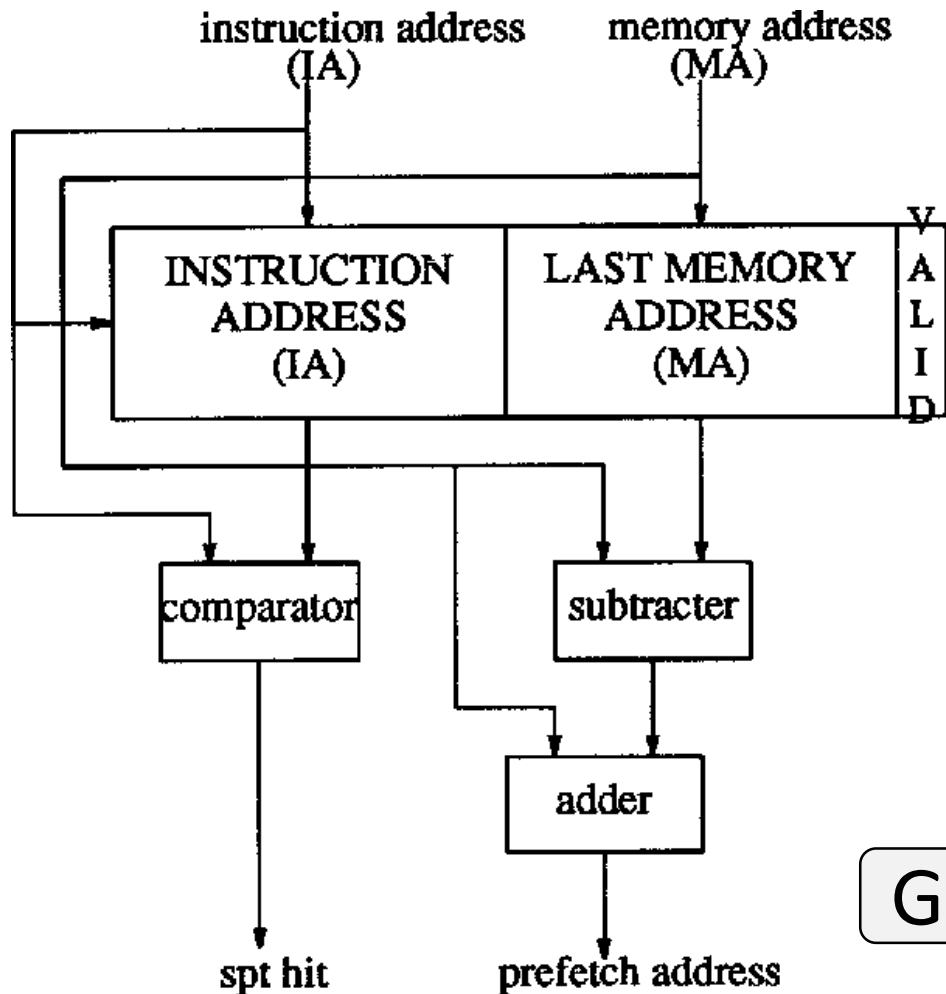 instruction address
(IA)
memory address
(MA)
INSTRUCTION
ADDRESS
(IA)
LAST MEMORY
ADDRESS
(MA)
VALID
comparator
subtracter
adder
G
spt hit
prefetch address